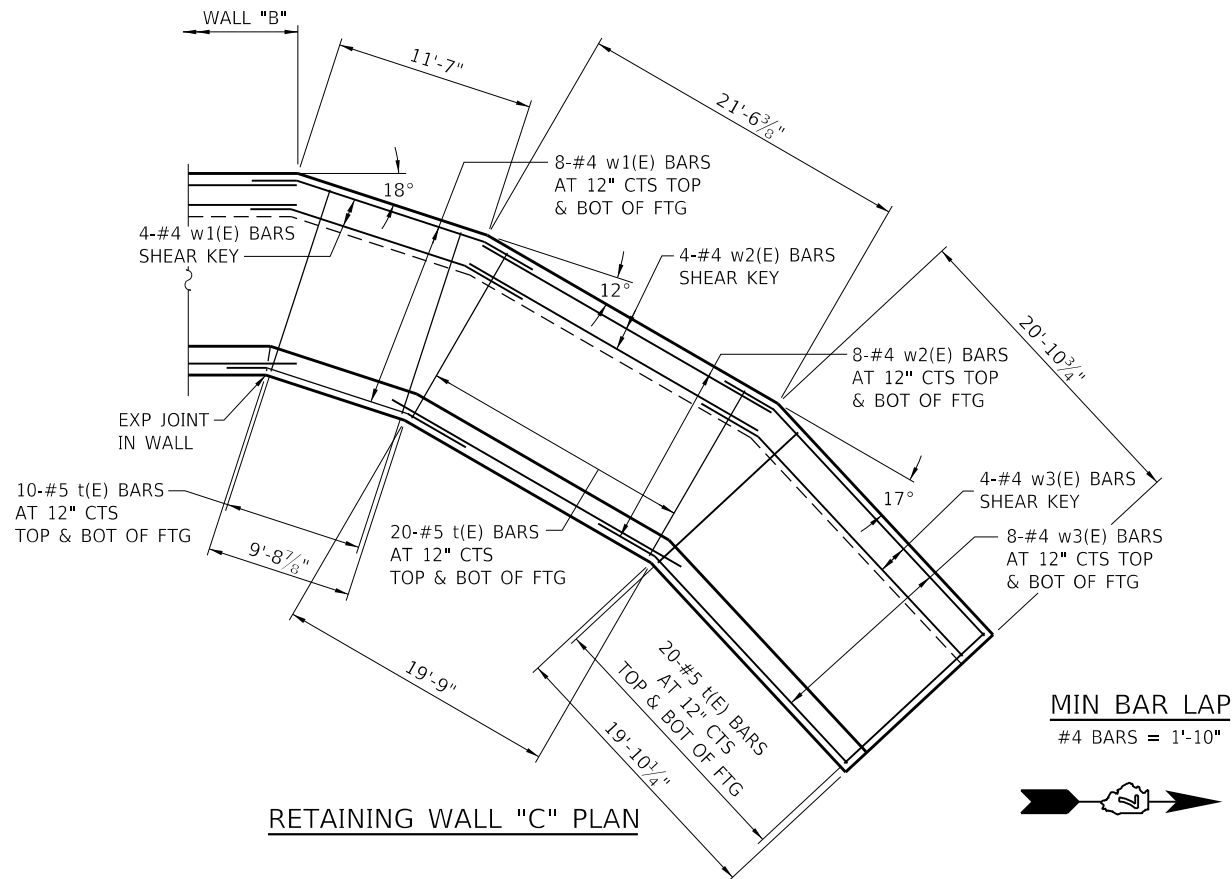 WALL "B"
11'-7"
21'-6 3/8"
8-#4 w1(E) BARS
AT 12" CTS TOP
& BOT OF FTG
18°
4-#4 w1(E) BARS
SHEAR KEY
4-#4 w2(E) BARS
SHEAR KEY
12°
20'-10 3/4"
8-#4 w2(E) BARS
AT 12" CTS TOP
& BOT OF FTG
EXP JOINT
IN WALL
17°
4-#4 w3(E) BARS
SHEAR KEY
10-#5 t(E) BARS
AT 12" CTS
TOP & BOT OF FTG
8-#4 w3(E) BARS
AT 12" CTS TOP
& BOT OF FTG
20-#5 t(E) BARS
AT 12" CTS
TOP & BOT OF FTG
9'-8 7/8"
19'-9"
20-#5 t(E) BARS
AT 12" CTS
TOP & BOT OF FTG
19'-10 1/4"
MIN BAR LAP
#4 BARS = 1'-10"
RETAINING WALL "C" PLAN